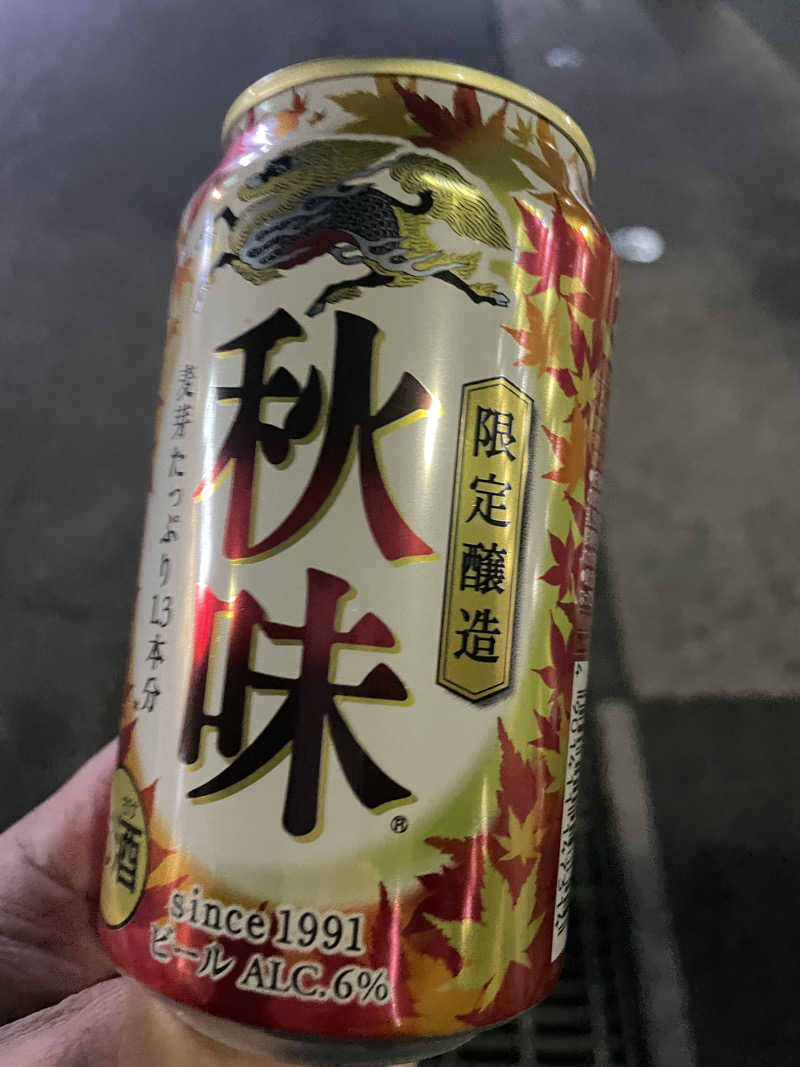 秋味
®
限定醸造
麦芽たっぷり1.3本分
酒
since 1991
ビール ALC.6%